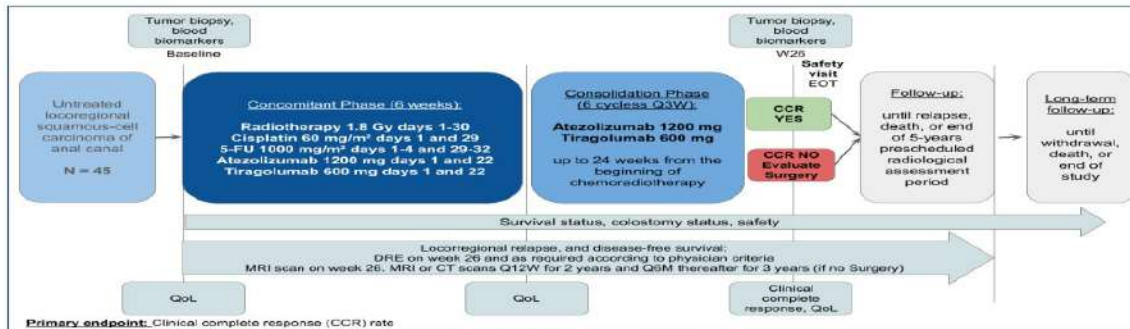 Tumor biopsy,
blood
biomarkers
Baseline
Tumor biopsy,
blood
biomarkers
W26
Safety
visit
EOT
Untreated
locoregional
squamous-cell
carcinoma of
anal canal
N = 45
Concomitant Phase (6 weeks):
Radiotherapy 1.8 Gy days 1-30
Cisplatin 60 mg/m² days 1 and 29
5-FU 1000 mg/m² days 1-4 and 29-32
Atezolizumab 1200 mg days 1 and 22
Tiragolumab 600 mg days 1 and 22
Consolidation Phase
(6 cycless Q3W):
Atezolizumab 1200 mg
Tiragolumab 600 mg
up to 24 weeks from the
beginning of
chemoradiotherapy
CCR
YES
CCR NO
Evaluate
Surgery
Follow-up:
until relapse,
death, or end
of 5-years
prescheduled
radiological
assessment
period
Long-term
follow-up:
until
withdrawal,
death, or
end of
study
Survival status, colostomy status, safety
Locorregional relapse, and disease-free survival:
DRE on week 26 and as required according to physician criteria
MRI scan on week 26. MRI or CT scans Q12W for 2 years and Q6M thereafter for 3 years (if no Surgery)
QoL
QoL
Clinical
complete
response, QoL
Primary endpoint: Clinical complete response (CCR) rate